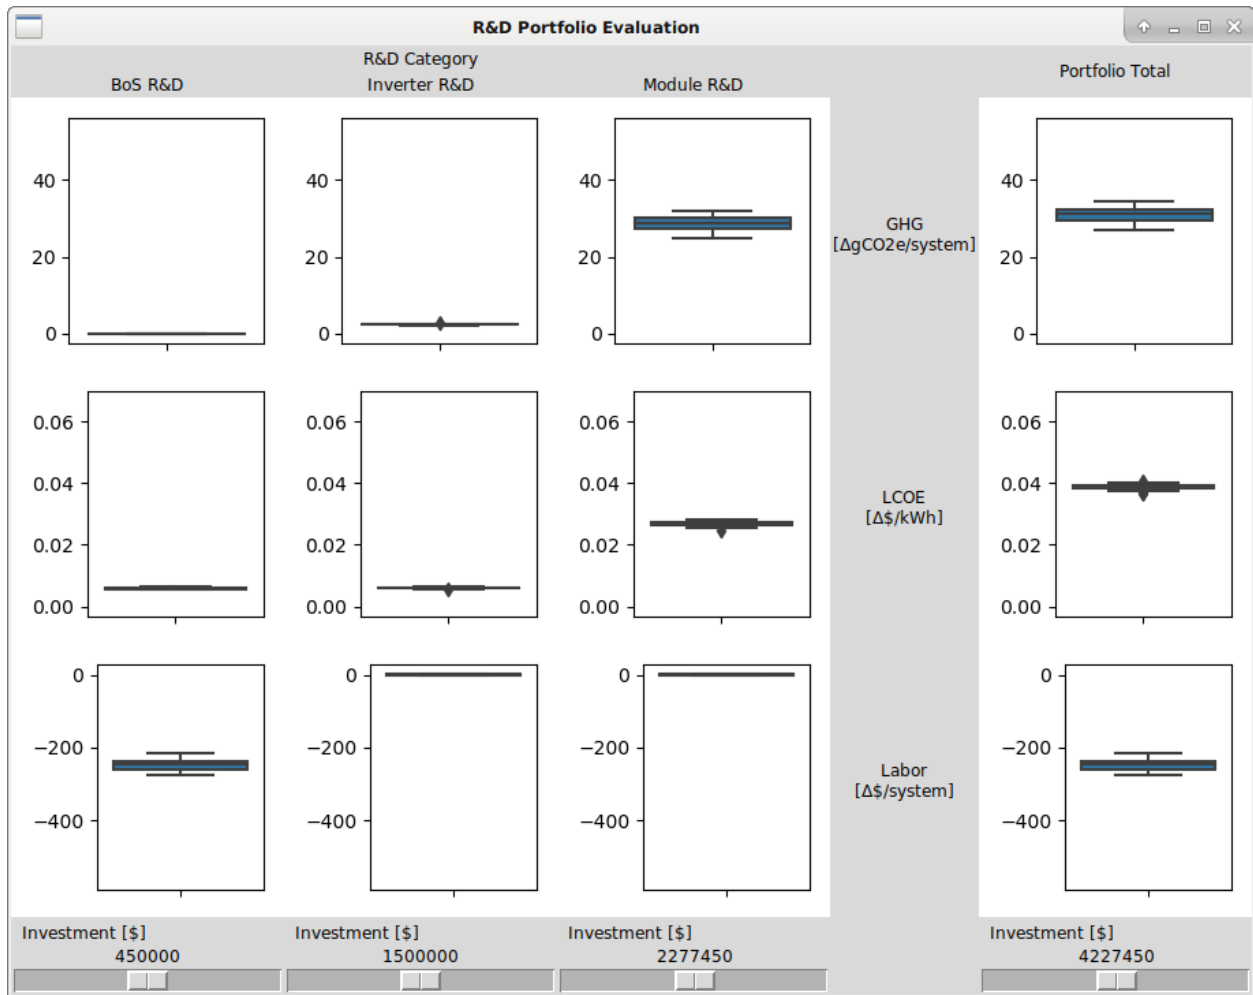 R&D Portfolio Evaluation
R&D Category
Portfolio Total
BoS R&D
Inverter R&D
Module R&D
40
20
0
40
20
0
40
20
0
GHG
[ΔgCO2e/system]
40
20
0
0.06
0.04
0.02
0.00
0.06
0.04
0.02
0.00
0.06
0.04
0.02
0.00
LCOE
[Δ$/kWh]
0.06
0.04
0.02
0.00
0
−200
−400
0
−200
−400
0
−200
−400
Labor
[Δ$/system]
0
−200
−400
Investment [$]
450000
Investment [$]
1500000
Investment [$]
2277450
Investment [$]
4227450